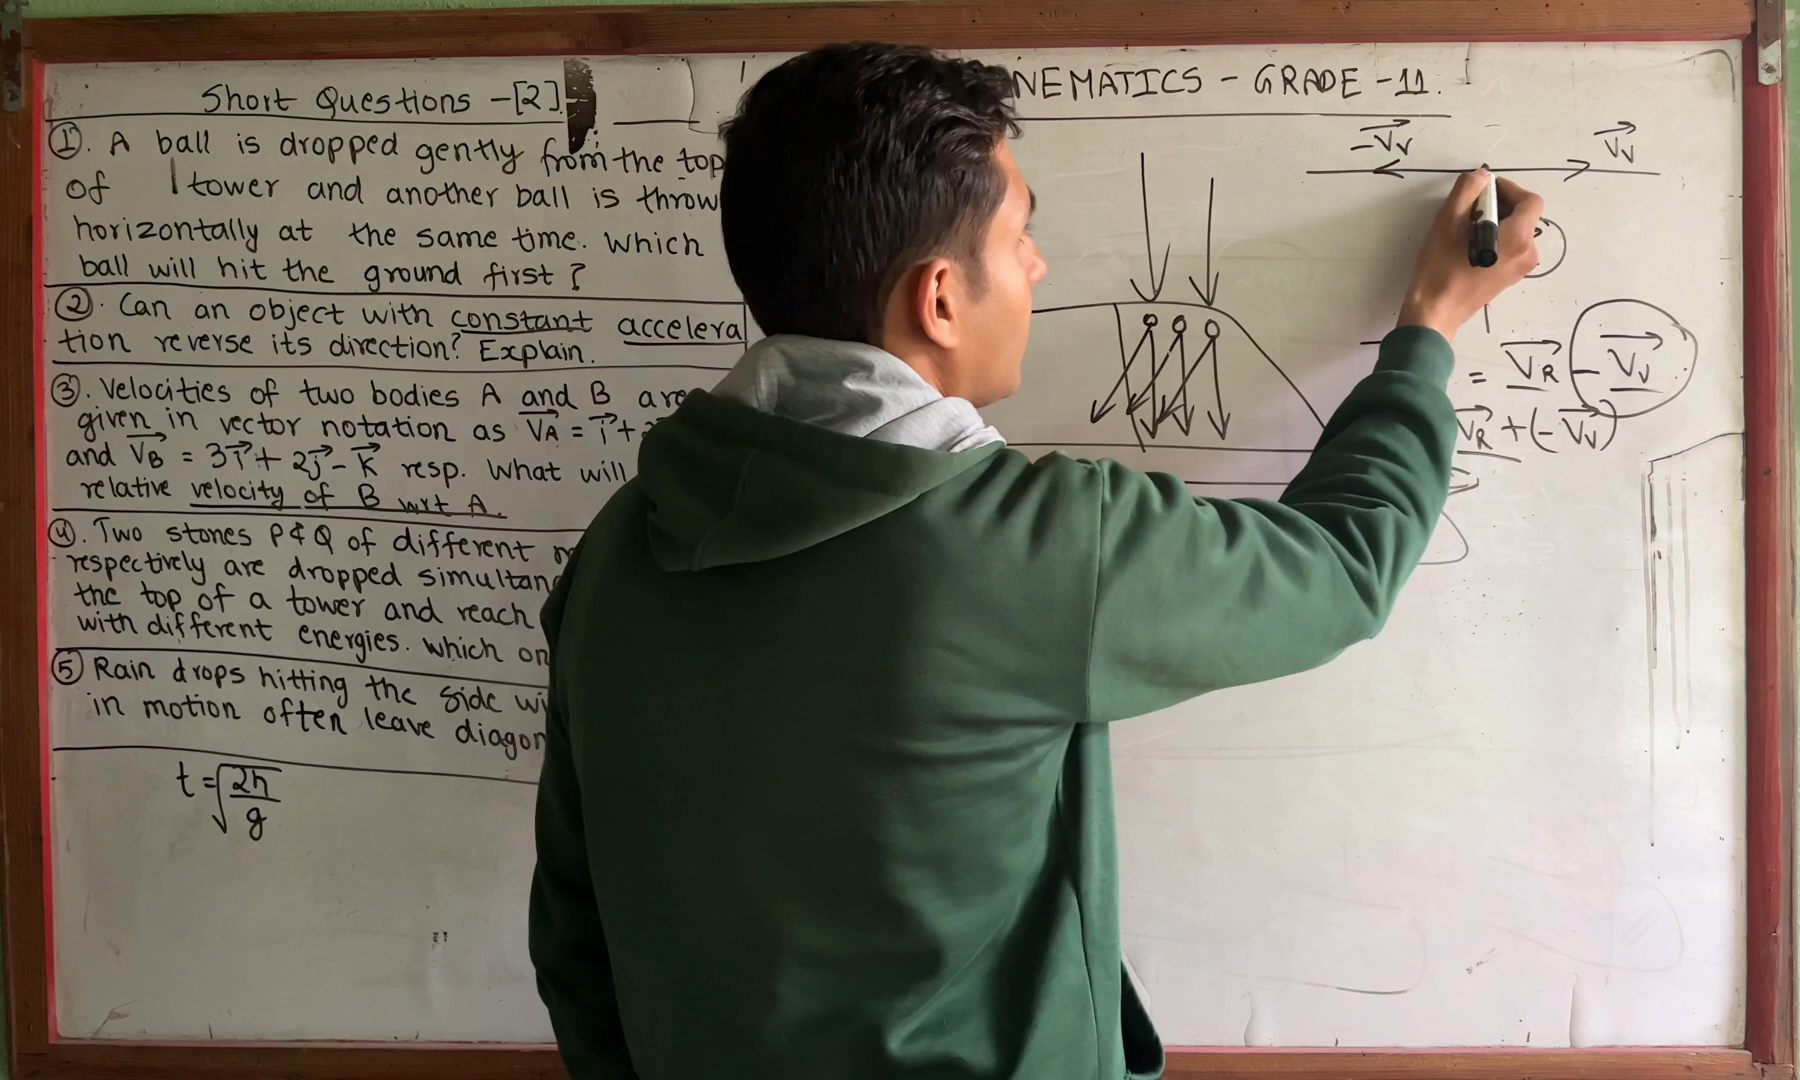 Short Questions -[2]
NEMATICS - GRADE - 11.
①. A ball is dropped gently from the top
of tower and another ball is throw
horizontally at the same time. Which
ball will hit the ground first?
②. Can an object with constant accelera
tion reverse its direction? Explain.
③. Velocities of two bodies A and B are
given in vector notation as V⃗A = i⃗ +
and V⃗B = 3i⃗ + 2j⃗ - k⃗ resp. What will
relative velocity of B wrt A.
④. Two stones P & Q of different
respectively are dropped simultan
the top of a tower and reach
with different energies. Which on
⑤ Rain drops hitting the side wi
in motion often leave diagon
t = √(2h/g)
-V⃗v
V⃗v
= V⃗R - V⃗v
V⃗R + (-V⃗v)